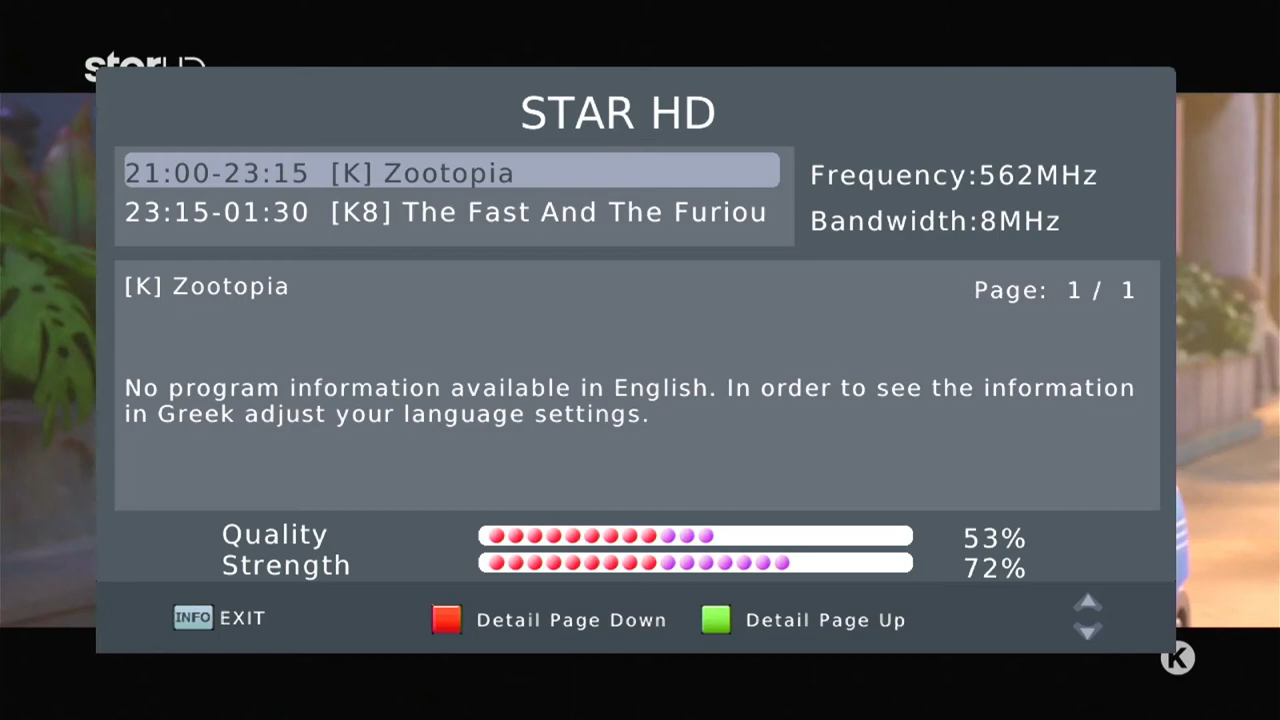 star HD
STAR HD
21:00-23:15 [K] Zootopia
23:15-01:30 [K8] The Fast And The Furiou
Frequency:562MHz
Bandwidth:8MHz
[K] Zootopia
Page: 1 / 1
No program information available in English. In order to see the information
in Greek adjust your language settings.
Quality 53%
Strength 72%
INFO EXIT
Detail Page Down
Detail Page Up
K